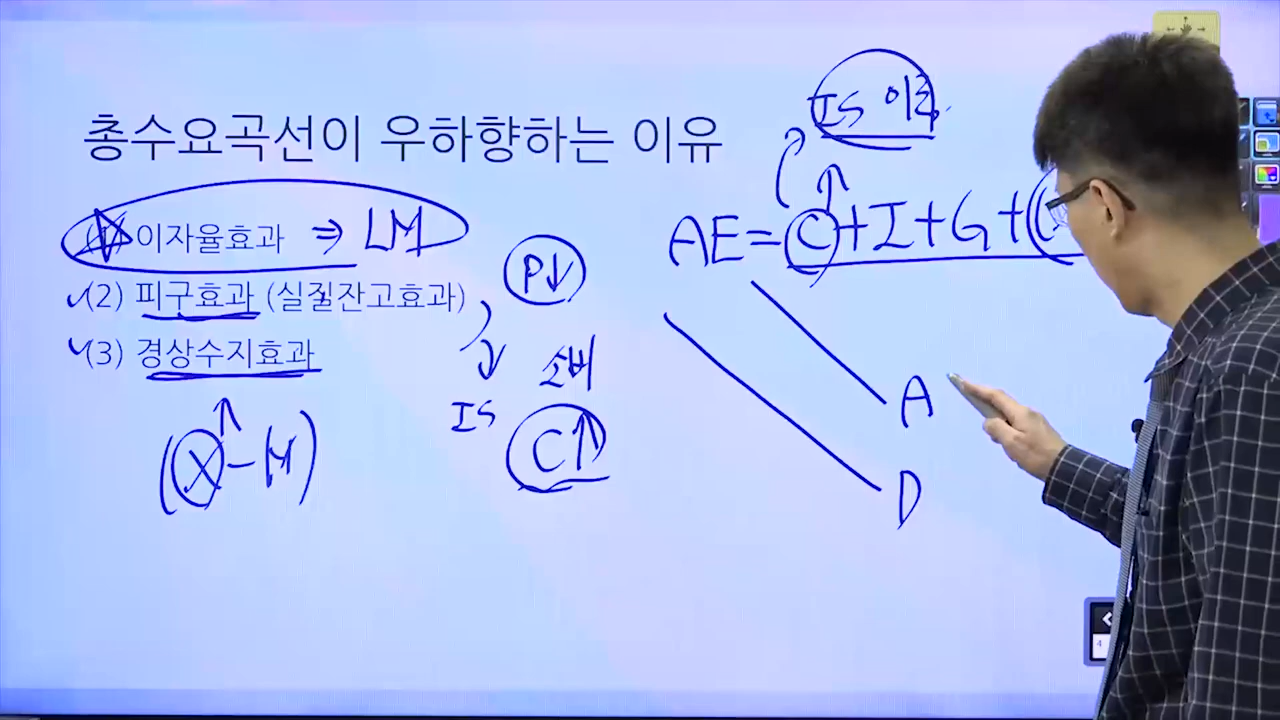 총수요곡선이 우하향하는 이유
(1) 이자율효과 ⇒ LM
(2) 피구효과 (실질잔고효과)
(3) 경상수지효과
(X-M)
P↓
소비
IS
C↑
IS 이동
AE=C+I+G+(
A
D
4